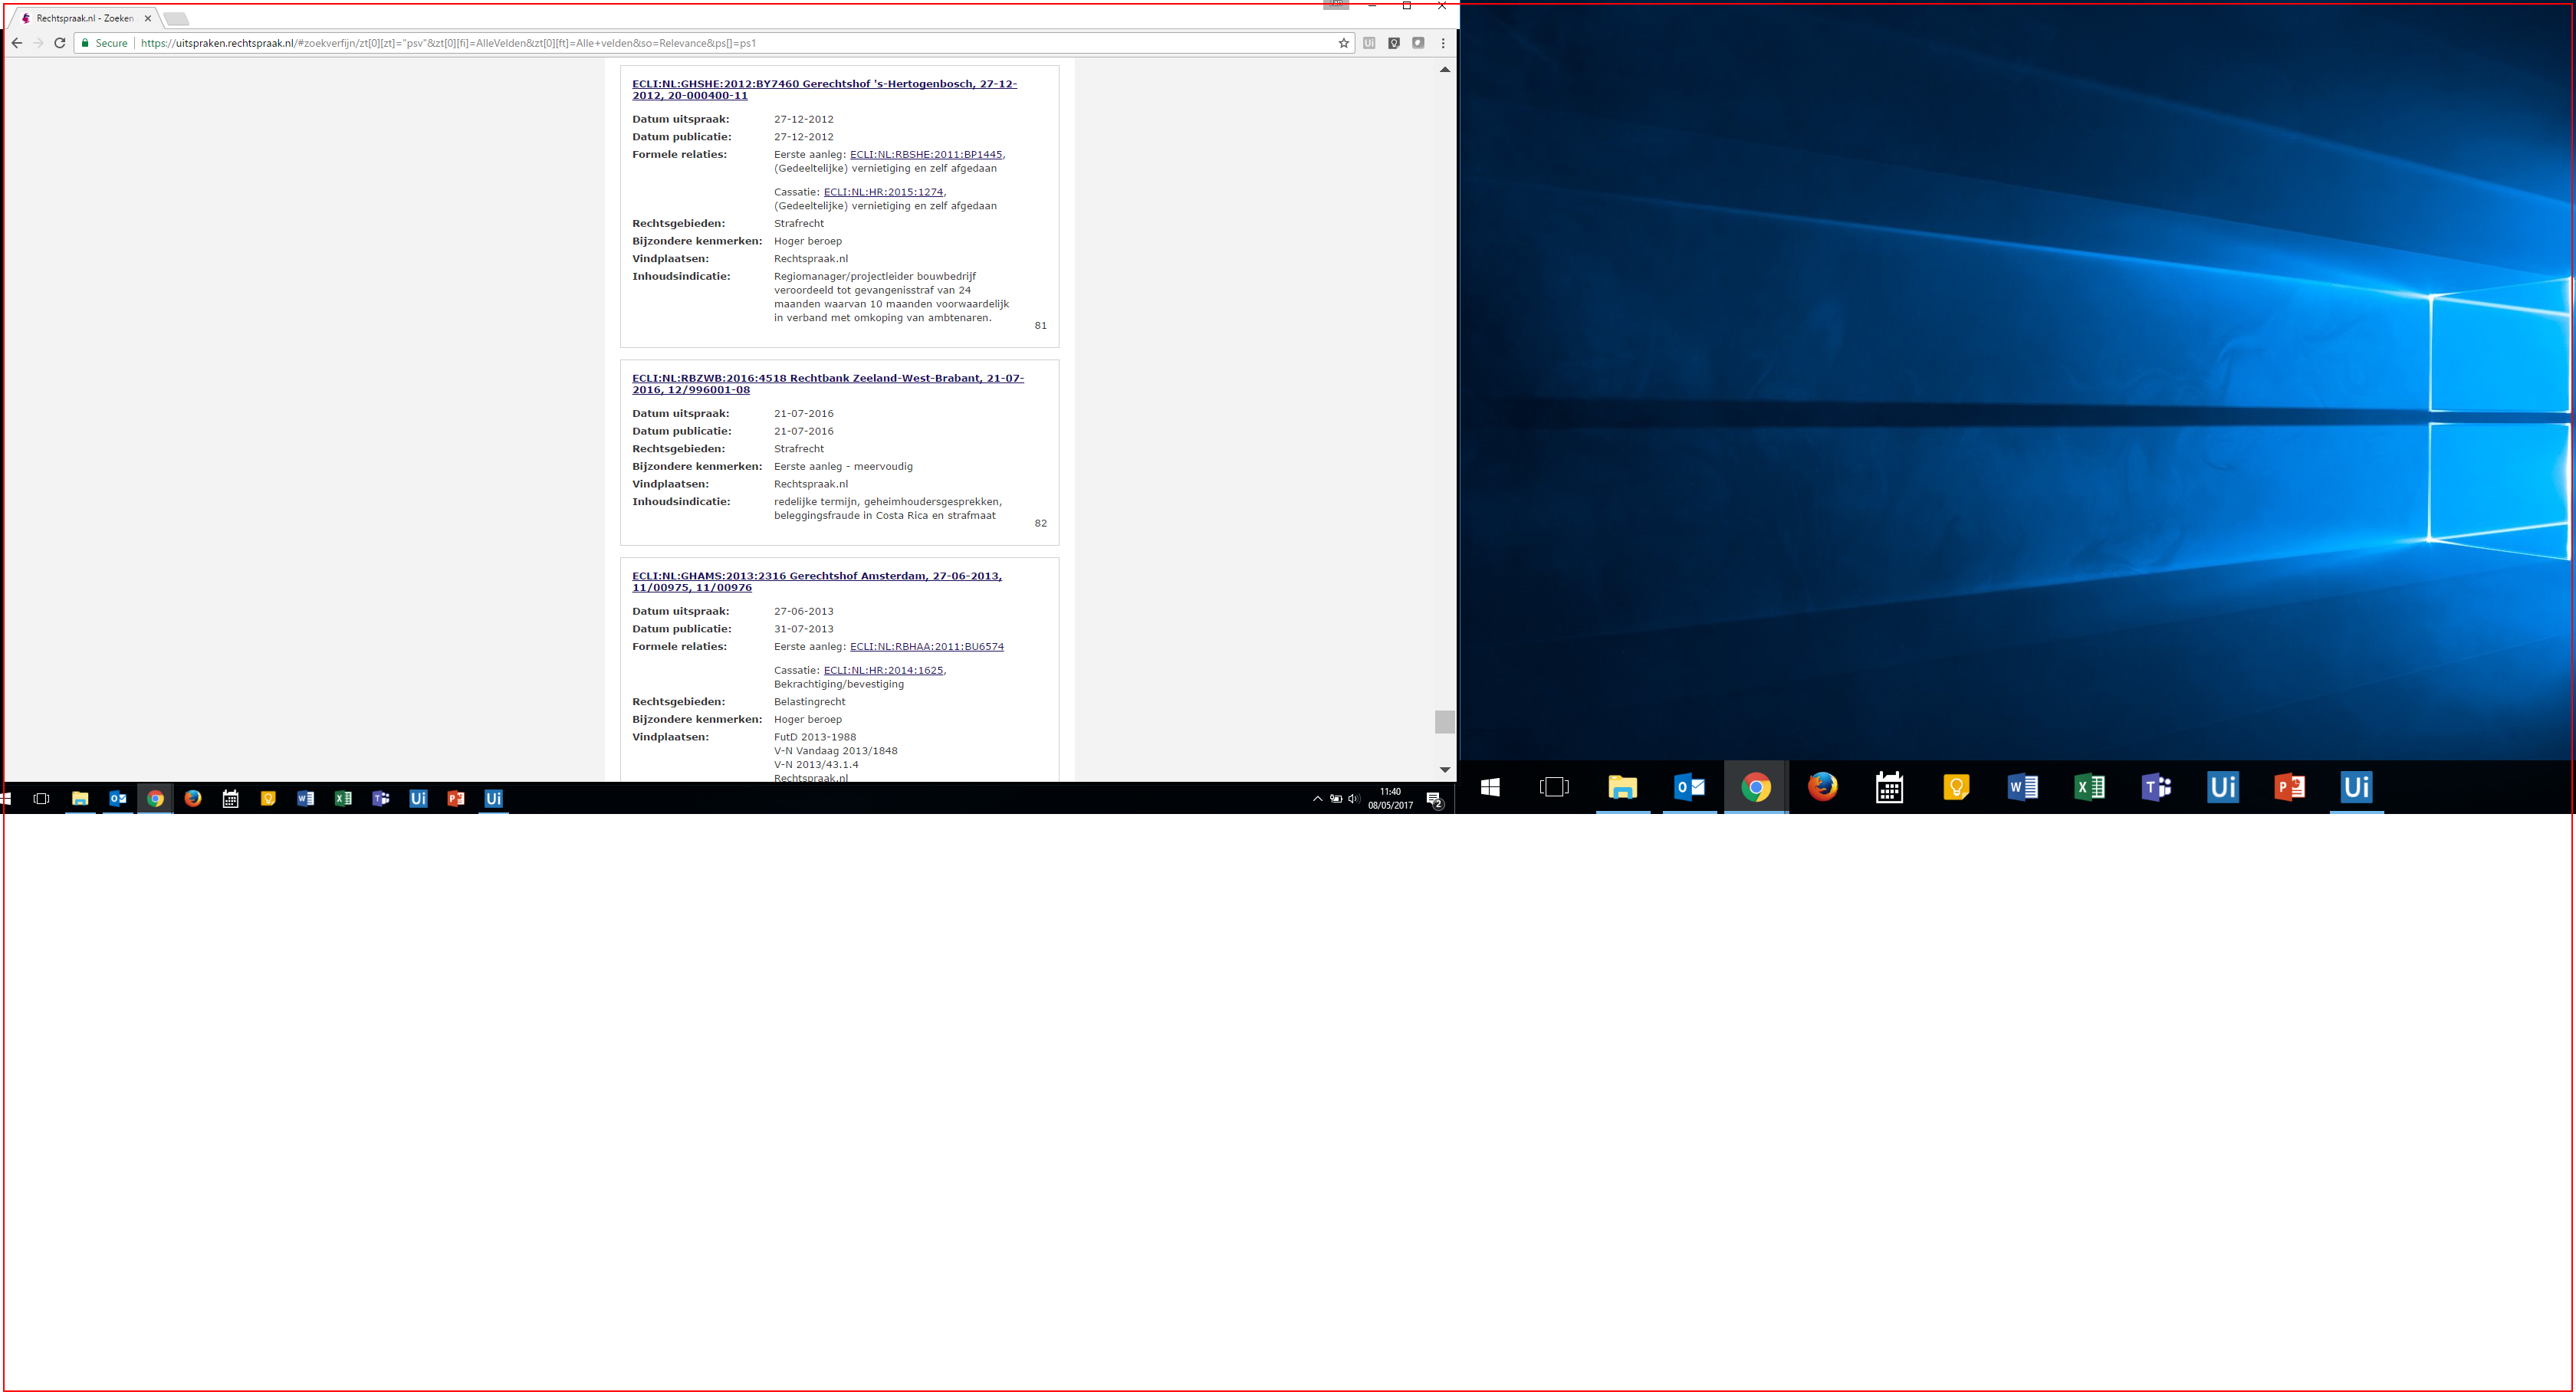 Rechtspraak.nl - Zoeken
Secure
https://uitspraken.rechtspraak.nl/#zoekverfijn/zt[0][zt]="psv"&zt[0][fi]=AlleVelden&zt[0][ft]=Alle+velden&so=Relevance&ps[]=ps1
ECLI:NL:GHSHE:2012:BY7460 Gerechtshof 's-Hertogenbosch, 27-12-
2012, 20-000400-11
Datum uitspraak: 27-12-2012
Datum publicatie: 27-12-2012
Formele relaties: Eerste aanleg: ECLI:NL:RBSHE:2011:BP1445,
(Gedeeltelijke) vernietiging en zelf afgedaan
Cassatie: ECLI:NL:HR:2015:1274,
(Gedeeltelijke) vernietiging en zelf afgedaan
Rechtsgebieden: Strafrecht
Bijzondere kenmerken: Hoger beroep
Vindplaatsen: Rechtspraak.nl
Inhoudsindicatie: Regiomanager/projectleider bouwbedrijf
veroordeeld tot gevangenisstraf van 24
maanden waarvan 10 maanden voorwaardelijk
in verband met omkoping van ambtenaren.
81
ECLI:NL:RBZWB:2016:4518 Rechtbank Zeeland-West-Brabant, 21-07-
2016, 12/996001-08
Datum uitspraak: 21-07-2016
Datum publicatie: 21-07-2016
Rechtsgebieden: Strafrecht
Bijzondere kenmerken: Eerste aanleg - meervoudig
Vindplaatsen: Rechtspraak.nl
Inhoudsindicatie: redelijke termijn, geheimhoudersgesprekken,
beleggingsfraude in Costa Rica en strafmaat
82
ECLI:NL:GHAMS:2013:2316 Gerechtshof Amsterdam, 27-06-2013,
11/00975, 11/00976
Datum uitspraak: 27-06-2013
Datum publicatie: 31-07-2013
Formele relaties: Eerste aanleg: ECLI:NL:RBHAA:2011:BU6574
Cassatie: ECLI:NL:HR:2014:1625,
Bekrachtiging/bevestiging
Rechtsgebieden: Belastingrecht
Bijzondere kenmerken: Hoger beroep
Vindplaatsen: FutD 2013-1988
V-N Vandaag 2013/1848
V-N 2013/43.1.4
Rechtspraak.nl
11:40
08/05/2017
2